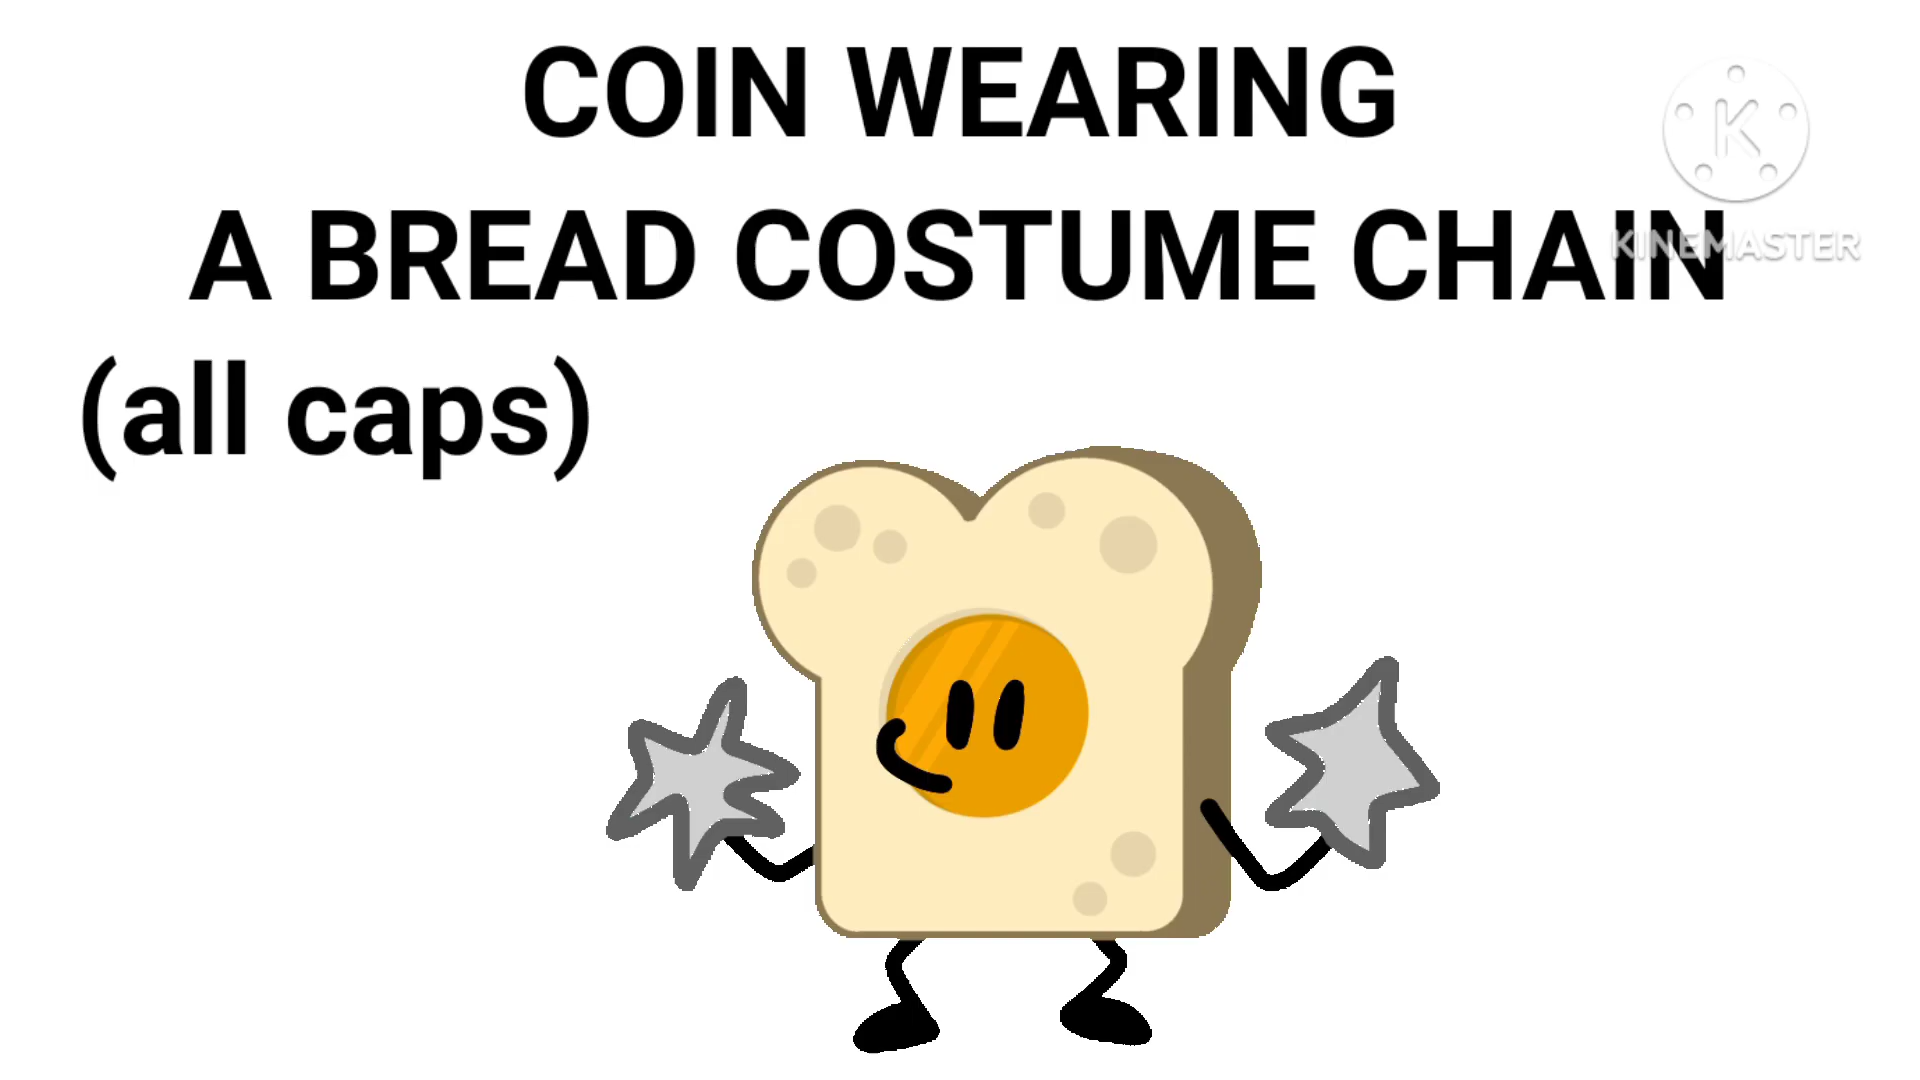 COIN WEARING
A BREAD COSTUME CHAIN
(all caps)
K
KINEMASTER